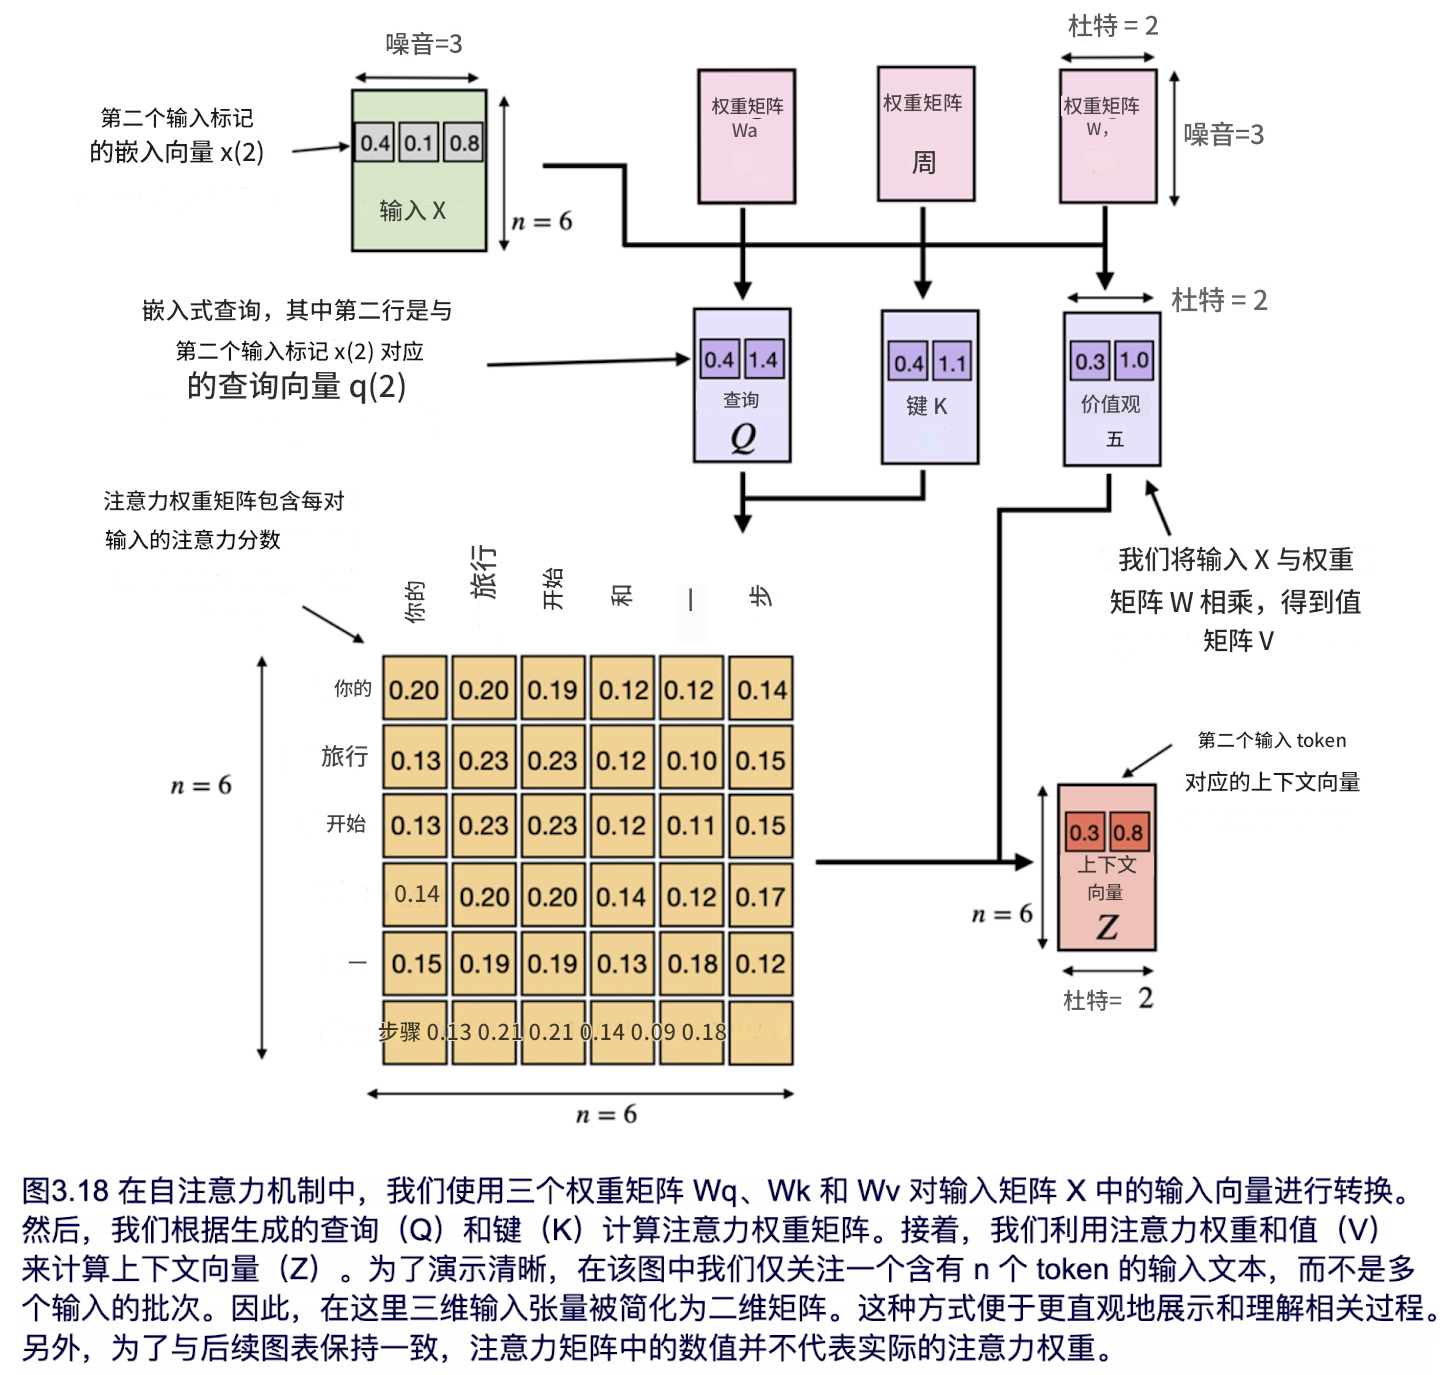 噪音=3
杜特 = 2
第二个输入标记
的嵌入向量 x(2)
0.4 0.1 0.8
输入 X
n = 6
权重矩阵
Wa
权重矩阵
周
权重矩阵
W,
噪音=3
嵌入式查询，其中第二行是与
第二个输入标记 x(2) 对应
的查询向量 q(2)
0.4 1.4
查询
Q
0.4 1.1
键 K
杜特 = 2
0.3 1.0
价值观
五
注意力权重矩阵包含每对
输入的注意力分数
我们将输入 X 与权重
矩阵 W 相乘，得到值
矩阵 V
你的 旅行 开始 和 一 步
你的 0.20 0.20 0.19 0.12 0.12 0.14
旅行 0.13 0.23 0.23 0.12 0.10 0.15
开始 0.13 0.23 0.23 0.12 0.11 0.15
0.14 0.20 0.20 0.14 0.12 0.17
一 0.15 0.19 0.19 0.13 0.18 0.12
步骤 0.13 0.21 0.21 0.14 0.09 0.18
n = 6
n = 6
第二个输入 token
对应的上下文向量
0.3 0.8
上下文
向量
Z
n = 6
杜特= 2
图3.18 在自注意力机制中，我们使用三个权重矩阵 Wq、Wk 和 Wv 对输入矩阵 X 中的输入向量进行转换。
然后，我们根据生成的查询（Q）和键（K）计算注意力权重矩阵。接着，我们利用注意力权重和值（V）
来计算上下文向量（Z）。为了演示清晰，在该图中我们仅关注一个含有 n 个 token 的输入文本，而不是多
个输入的批次。因此，在这里三维输入张量被简化为二维矩阵。这种方式便于更直观地展示和理解相关过程。
另外，为了与后续图表保持一致，注意力矩阵中的数值并不代表实际的注意力权重。